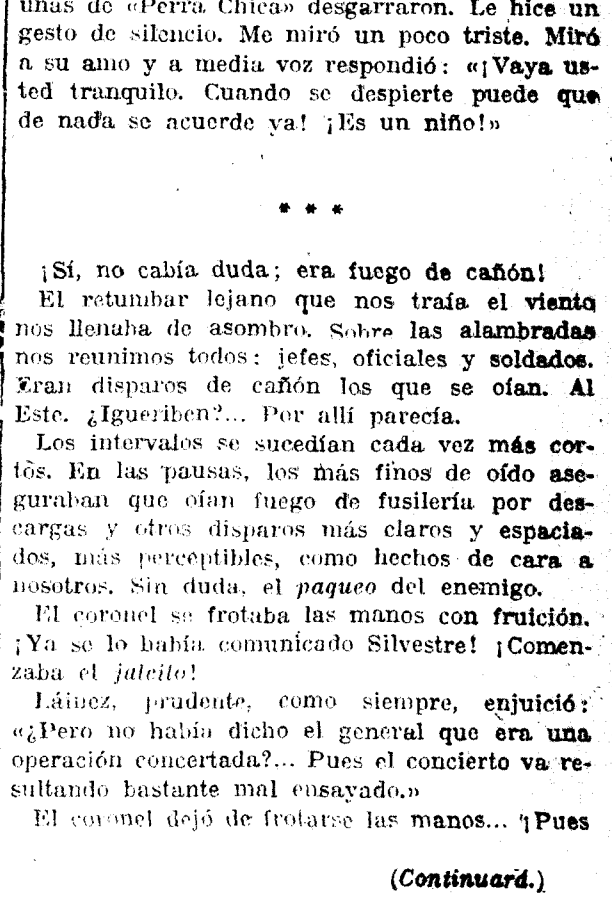 unas de «Perra Chica» desgarraron. Le hice un
gesto de silencio. Me miró un poco triste. Miró
a su amo y a media voz respondió: «¡Vaya us-
ted tranquilo. Cuando se despierte puede que
de nada se acuerde ya! ¡Es un niño!»
* * *
¡Sí, no cabía duda; era fuego de cañón!
El retumbar lejano que nos traía el viento
nos llenaba de asombro. Sobre las alambradas
nos reunimos todos: jefes, oficiales y soldados.
Eran disparos de cañón los que se oían. Al
Este. ¿Igueriben?... Por allí parecía.
Los intervalos se sucedían cada vez más cor-
tos. En las pausas, los más finos de oído ase-
guraban que oían fuego de fusilería por des-
cargas y otros disparos más claros y espacia-
dos, más perceptibles, como hechos de cara a
nosotros. Sin duda, el paqueo del enemigo.
El coronel se frotaba las manos con fruición.
¡Ya se lo había comunicado Silvestre! ¡Comen-
zaba el jaleito!
Láinez, prudente, como siempre, enjuició:
«¿Pero no había dicho el general que era una
operación concertada?... Pues el concierto va re-
sultando bastante mal ensayado.»
El coronel dejó de frotarse las manos... ¡Pues
(Continuará.)